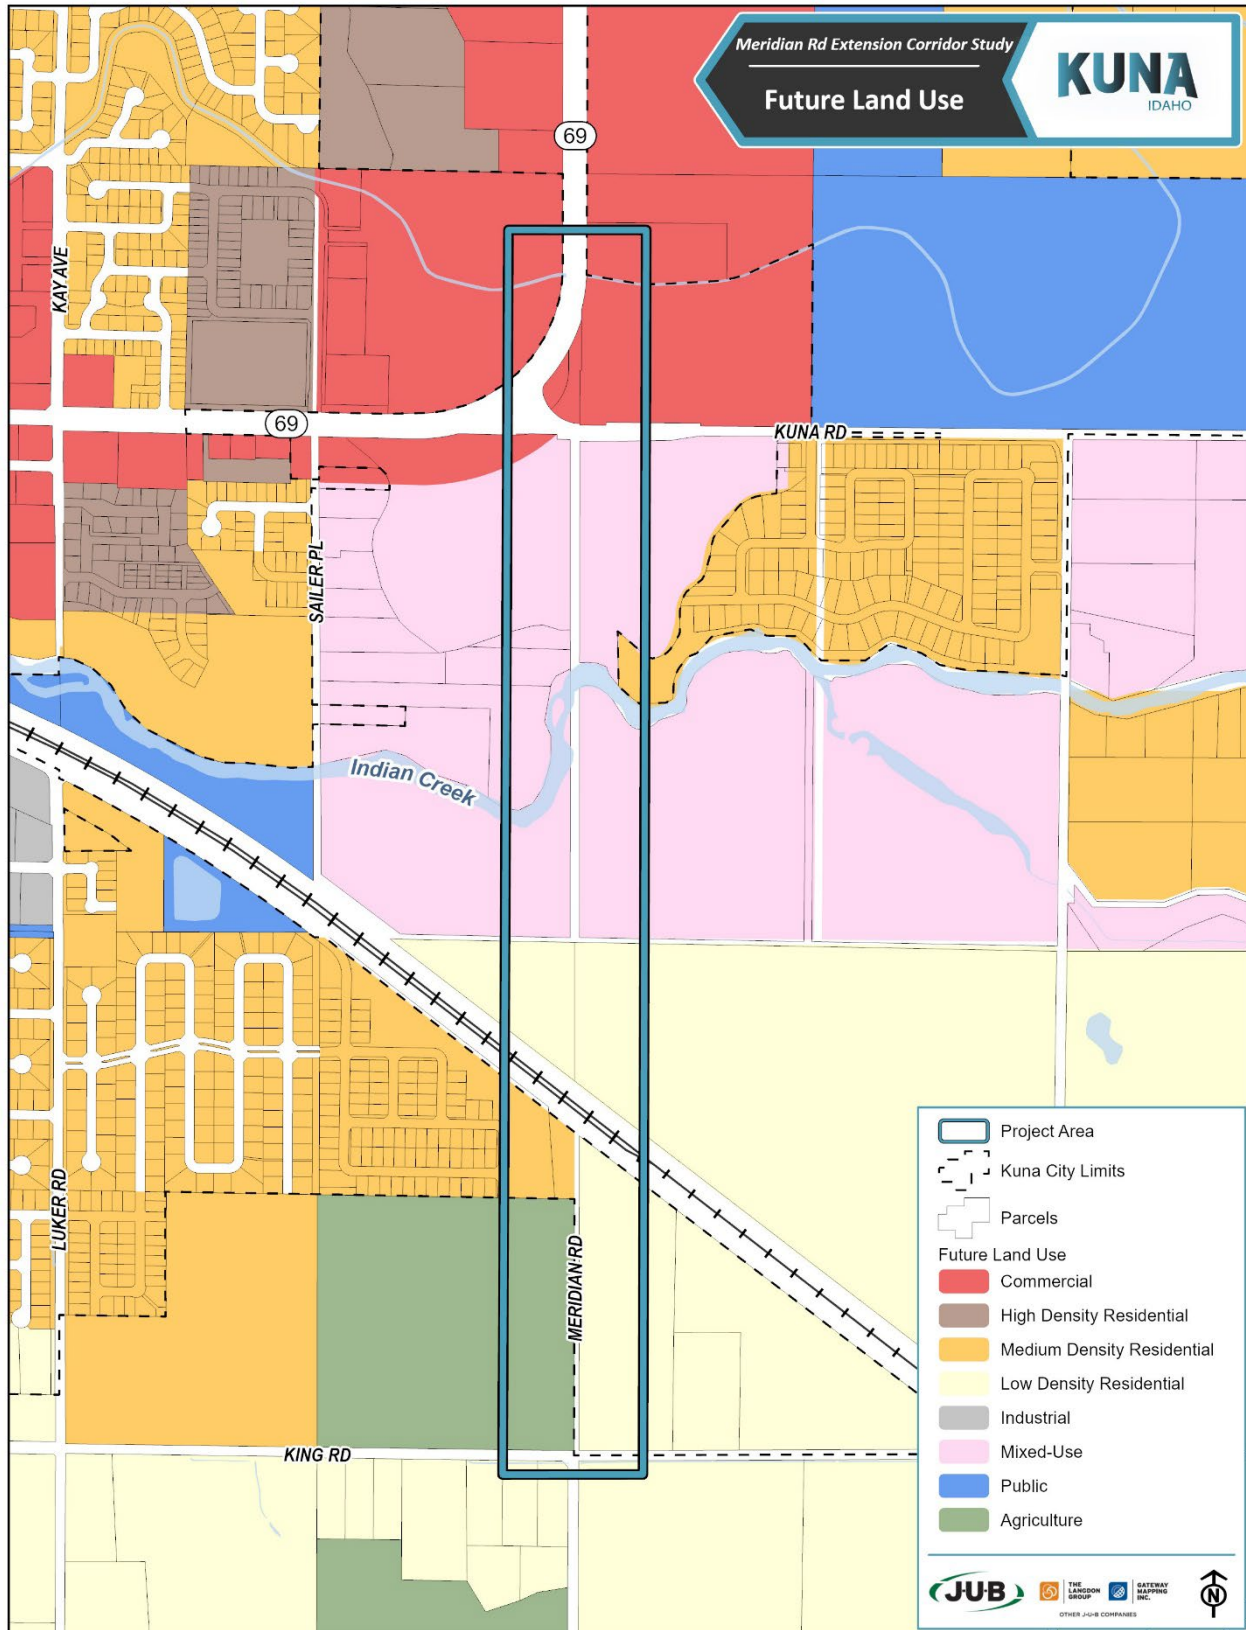 Meridian Rd Extension Corridor Study
Future Land Use
KUNA
IDAHO
69
KAY AVE
69
KUNA RD
SAILER PL
Indian Creek
LUKER RD
MERIDIAN RD
KING RD
Project Area
Kuna City Limits
Parcels
Future Land Use
Commercial
High Density Residential
Medium Density Residential
Low Density Residential
Industrial
Mixed-Use
Public
Agriculture
J-U-B
THE
LANGDON
GROUP
GATEWAY
MAPPING
INC.
OTHER J-U-B COMPANIES
N